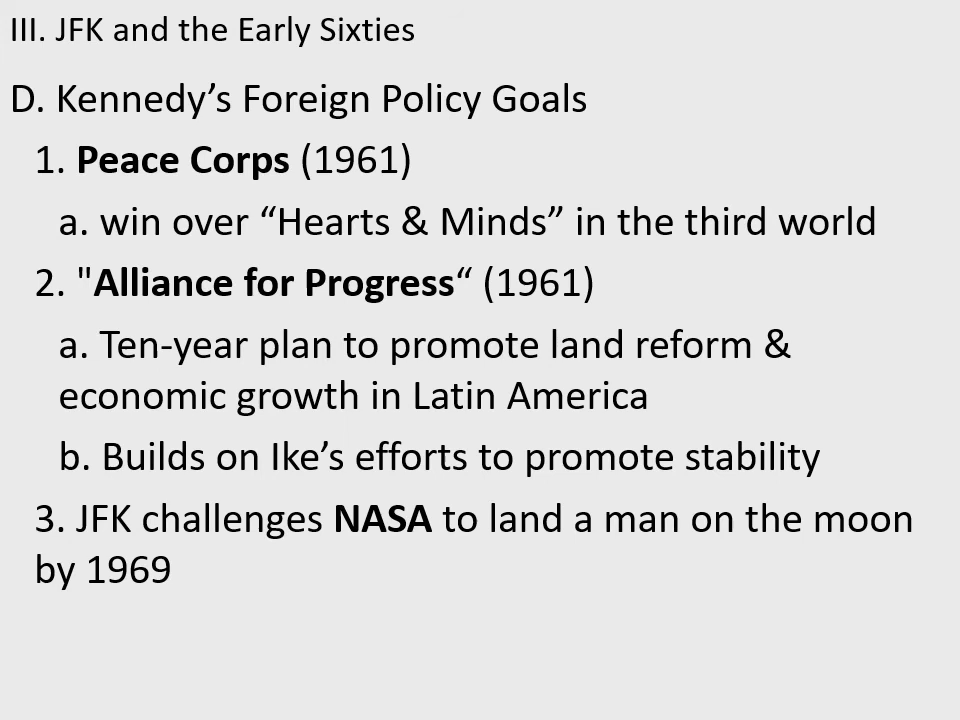 III. JFK and the Early Sixties
D. Kennedy’s Foreign Policy Goals
1. Peace Corps (1961)
a. win over “Hearts & Minds” in the third world
2. "Alliance for Progress“ (1961)
a. Ten-year plan to promote land reform &
economic growth in Latin America
b. Builds on Ike’s efforts to promote stability
3. JFK challenges NASA to land a man on the moon
by 1969